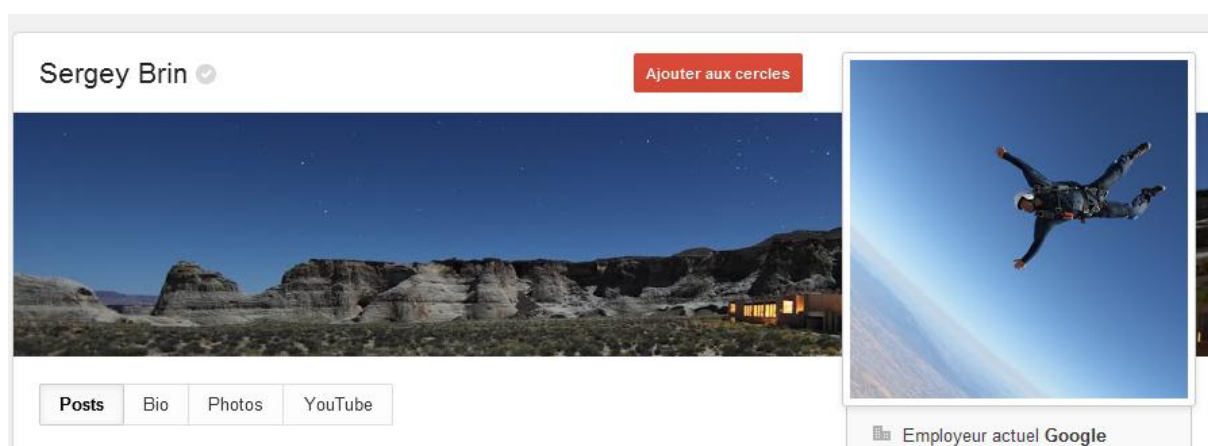 Sergey Brin
Ajouter aux cercles
Posts
Bio
Photos
YouTube
Employeur actuel Google